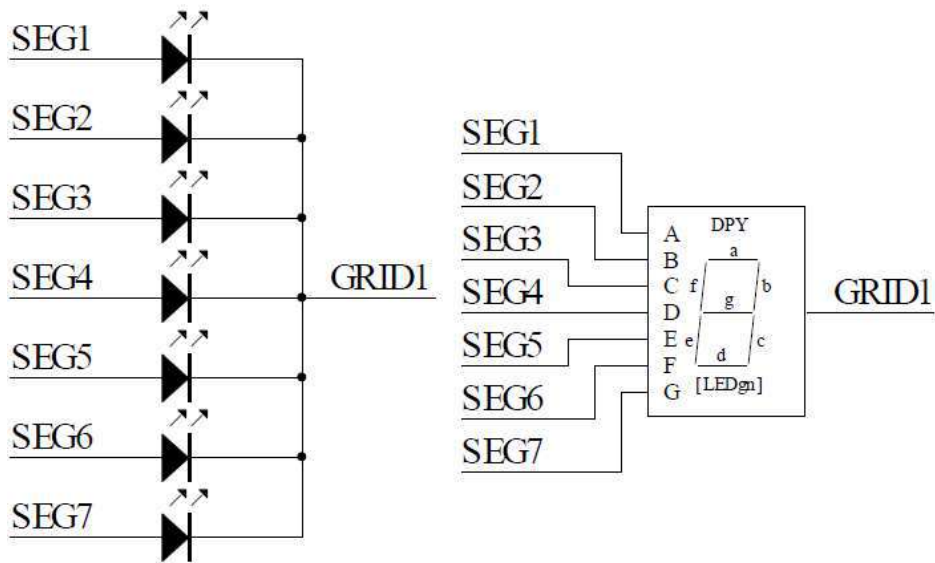 SEG1
SEG2
SEG3
SEG4
SEG5
SEG6
SEG7
GRID1
SEG1
SEG2
SEG3
SEG4
SEG5
SEG6
SEG7
A
B
C
D
E
F
G
DPY
a
f
b
g
e
c
d
[LEDgn]
GRID1